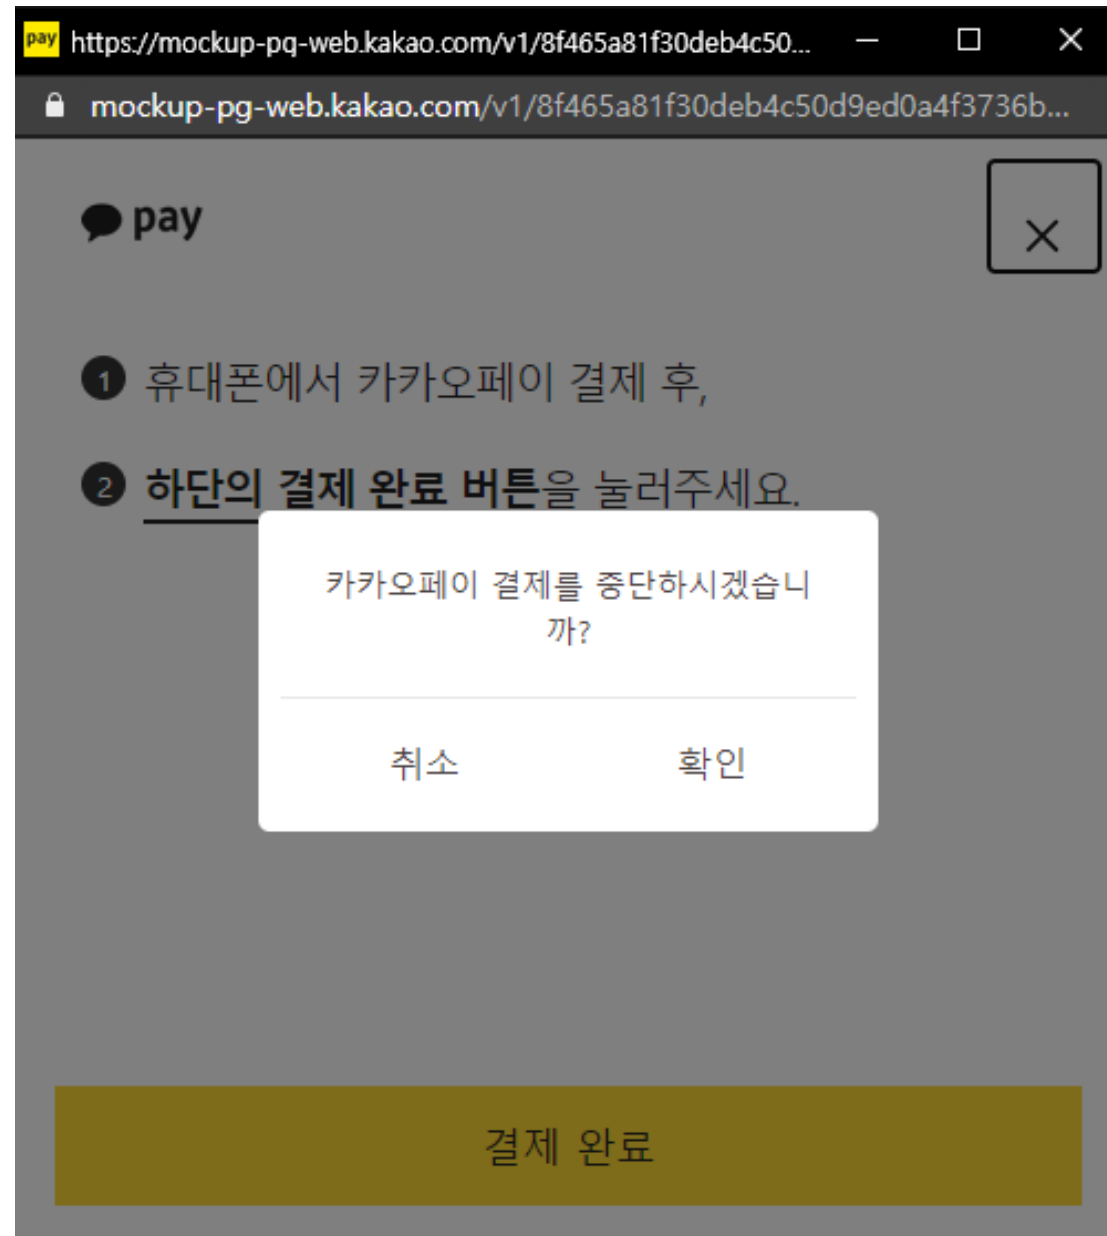 pay https://mockup-pg-web.kakao.com/v1/8f465a81f30deb4c50...
mockup-pg-web.kakao.com/v1/8f465a81f30deb4c50d9ed0a4f3736b...
pay
1 휴대폰에서 카카오페이 결제 후,
2 하단의 결제 완료 버튼을 눌러주세요.
카카오페이 결제를 중단하시겠습니
까?
취소 확인
결제 완료